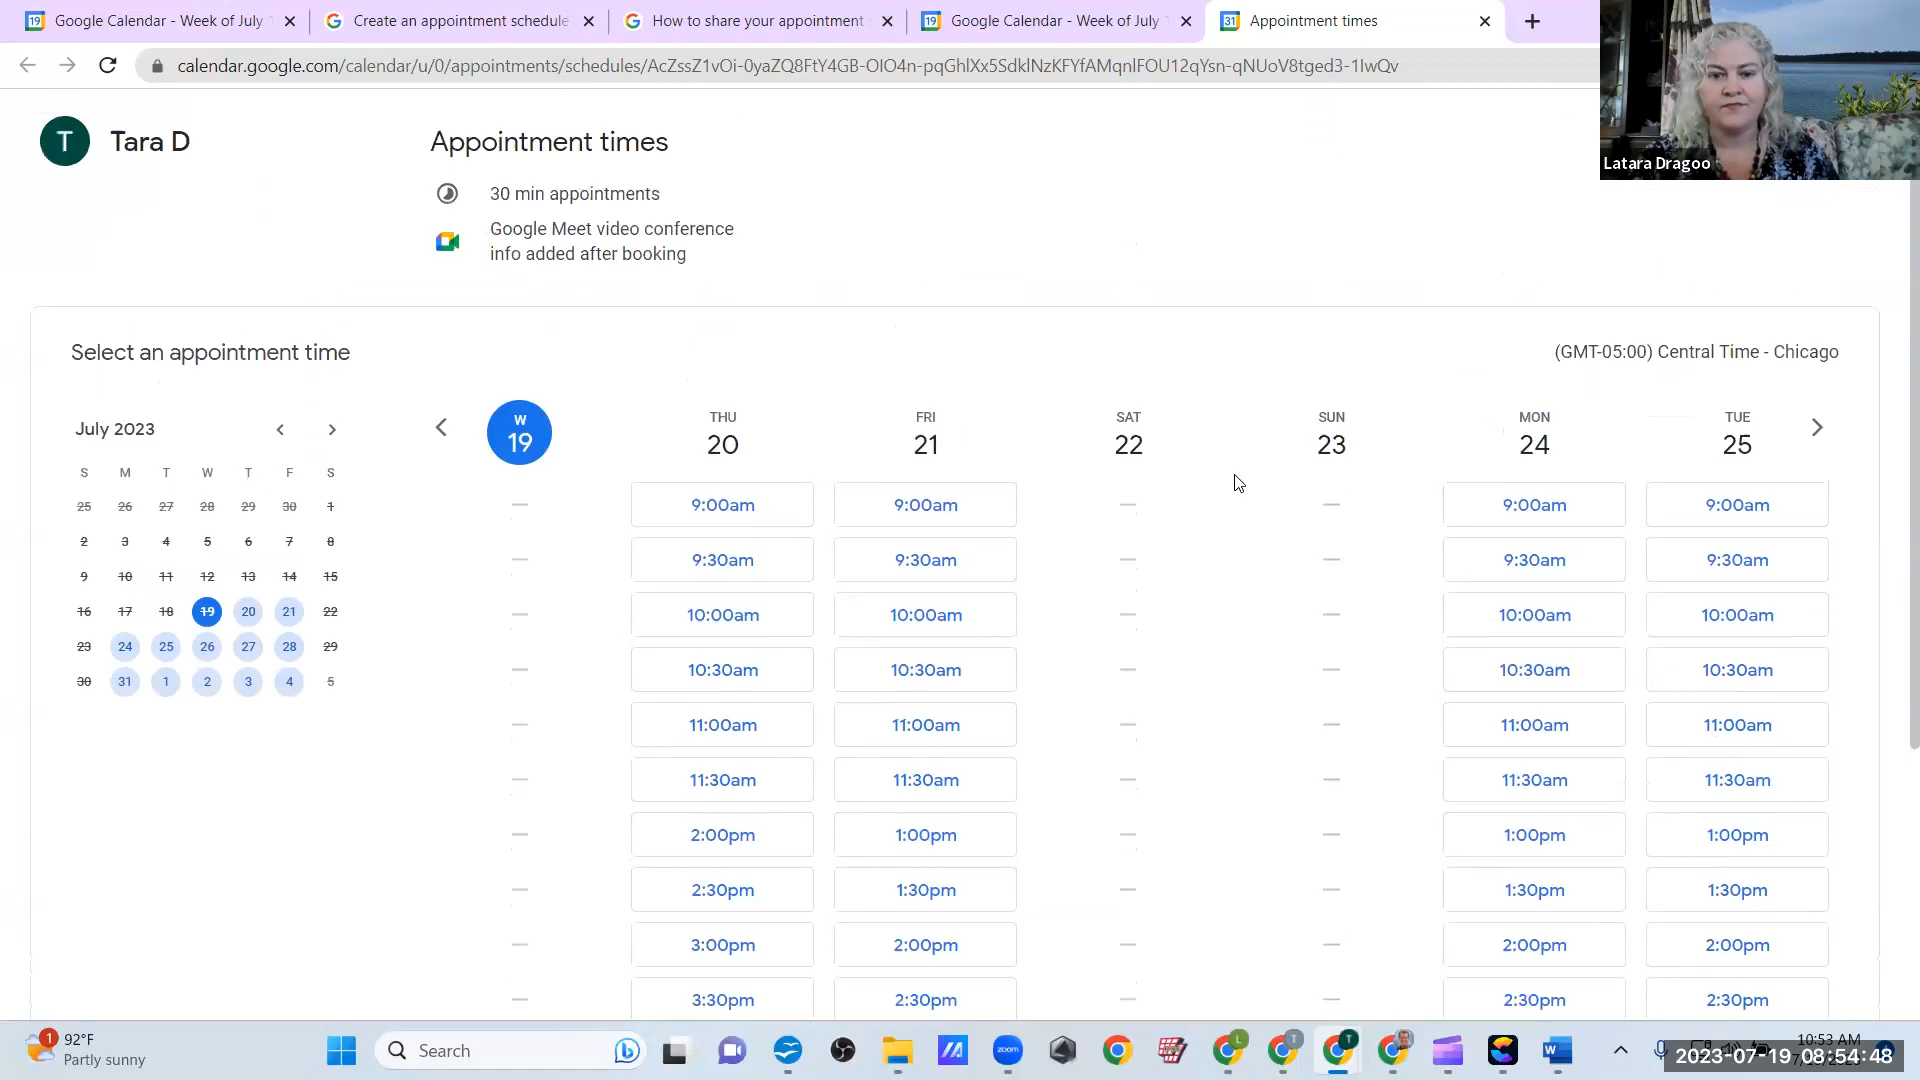 Google Calendar - Week of July
Create an appointment schedule
How to share your appointment
Google Calendar - Week of July
Appointment times
calendar.google.com/calendar/u/0/appointments/schedules/AcZssZ1vOi-0yaZQ8FtY4GB-OIO4n-pqGhlXx5SdklNzKFYfAMqnlFOU12qYsn-qNUoV8tged3-1IwQv
Latara Dragoo
T
Tara D
Appointment times
30 min appointments
Google Meet video conference
info added after booking
Select an appointment time
(GMT-05:00) Central Time - Chicago
July 2023
S M T W T F S
25 26 27 28 29 30 1
2 3 4 5 6 7 8
9 10 11 12 13 14 15
16 17 18 19 20 21 22
23 24 25 26 27 28 29
30 31 1 2 3 4 5
W THU FRI SAT SUN MON TUE
19 20 21 22 23 24 25
9:00am 9:00am 9:00am 9:00am
9:30am 9:30am 9:30am 9:30am
10:00am 10:00am 10:00am 10:00am
10:30am 10:30am 10:30am 10:30am
11:00am 11:00am 11:00am 11:00am
11:30am 11:30am 11:30am 11:30am
2:00pm 1:00pm 1:00pm 1:00pm
2:30pm 1:30pm 1:30pm 1:30pm
3:00pm 2:00pm 2:00pm 2:00pm
3:30pm 2:30pm 2:30pm 2:30pm
1
92°F
Partly sunny
Search
zoom
10:53 AM
2023-07-19 08:54:48